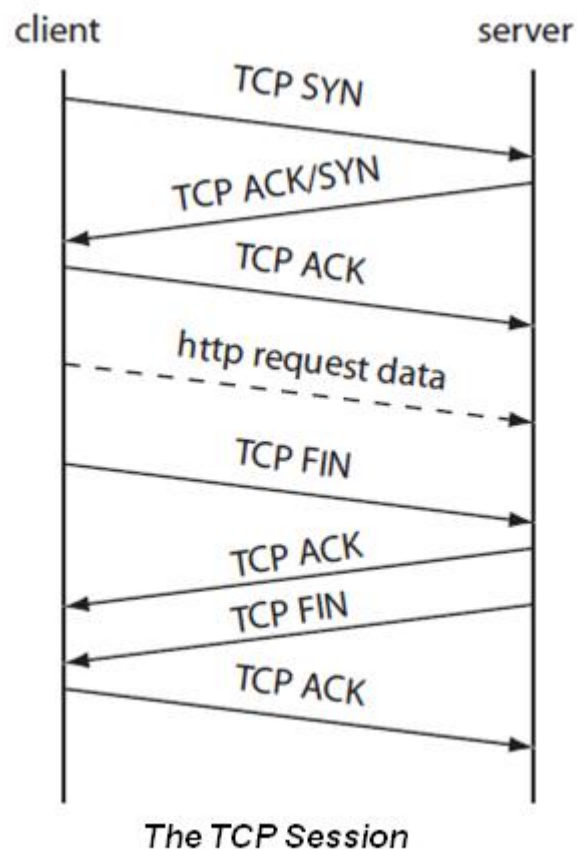 client
server
TCP SYN
TCP ACK/SYN
TCP ACK
http request data
TCP FIN
TCP ACK
TCP FIN
TCP ACK
The TCP Session